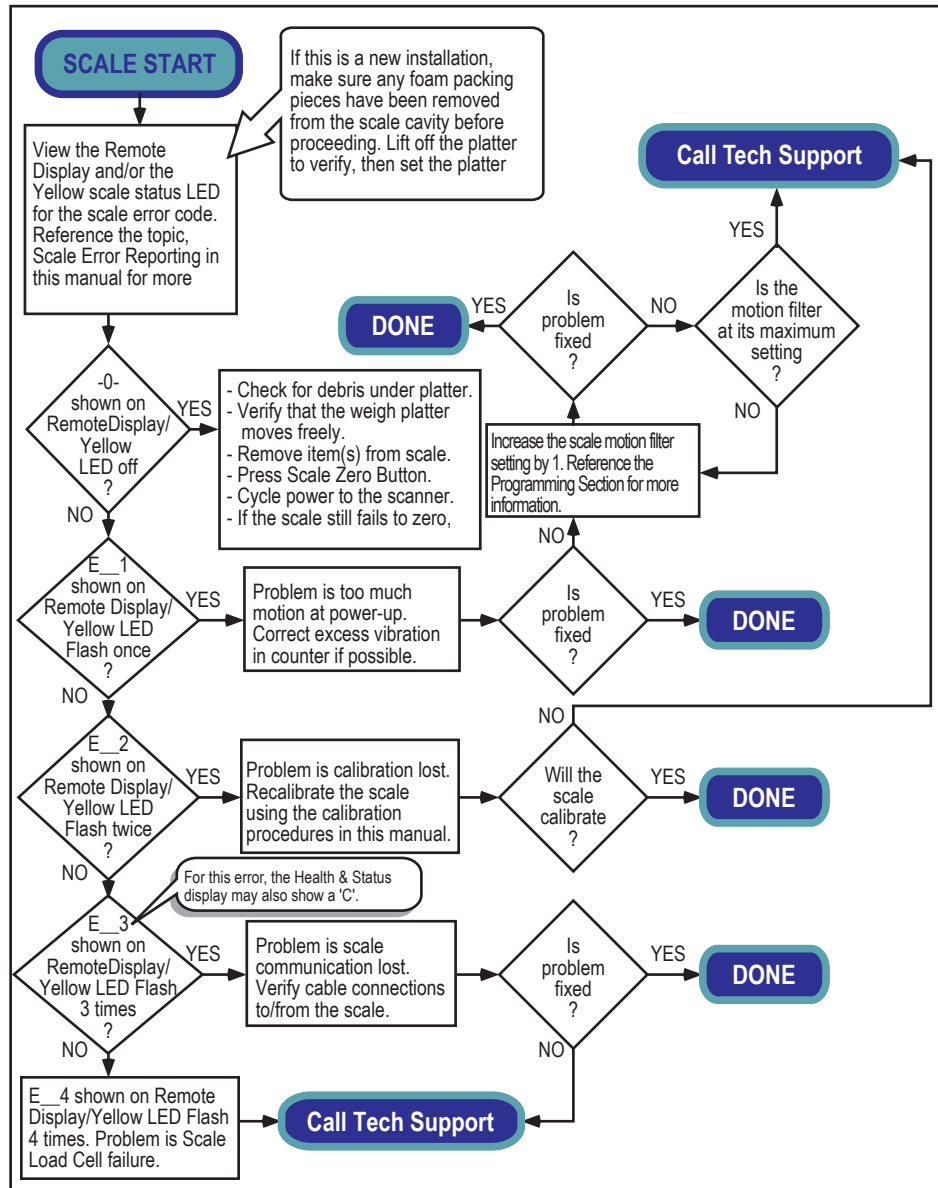 SCALE START
If this is a new installation,
make sure any foam packing
pieces have been removed
from the scale cavity before
proceeding. Lift off the platter
to verify, then set the platter
View the Remote
Display and/or the
Yellow scale status LED
for the scale error code.
Reference the topic,
Scale Error Reporting in
this manual for more
Call Tech Support
YES
Is the
motion filter
at its maximum
setting
?
NO
Is
problem
fixed
?
YES
NO
DONE
-0-
shown on
RemoteDisplay/
Yellow
LED off
?
YES
NO
- Check for debris under platter.
- Verify that the weigh platter
moves freely.
- Remove item(s) from scale.
- Press Scale Zero Button.
- Cycle power to the scanner.
- If the scale still fails to zero,
Increase the scale motion filter
setting by 1. Reference the
Programming Section for more
information.
NO
E__1
shown on
Remote Display/
Yellow LED
Flash once
?
YES
NO
Problem is too much
motion at power-up.
Correct excess vibration
in counter if possible.
Is
problem
fixed
?
YES
DONE
E__2
shown on
Remote Display/
Yellow LED
Flash twice
?
YES
NO
Problem is calibration lost.
Recalibrate the scale
using the calibration
procedures in this manual.
NO
Will the
scale
calibrate
?
YES
DONE
For this error, the Health & Status
display may also show a 'C'.
E__3
shown on
RemoteDisplay/
Yellow LED Flash
3 times
?
YES
NO
Problem is scale
communication lost.
Verify cable connections
to/from the scale.
Is
problem
fixed
?
YES
NO
DONE
E__4 shown on Remote
Display/Yellow LED Flash
4 times. Problem is Scale
Load Cell failure.
Call Tech Support